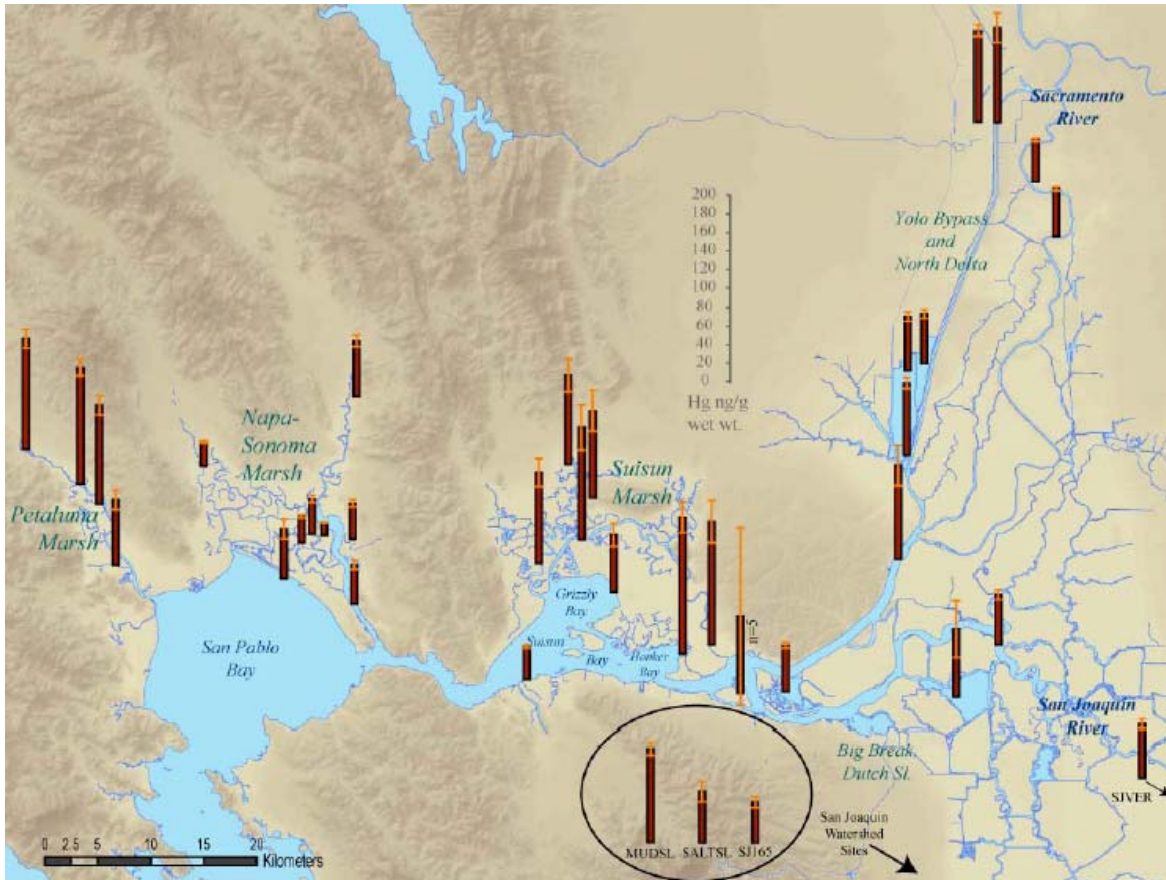 Sacramento
River
200
180
160
140
120
100
80
60
40
20
0
Hg ng/g
wet wt.
Yolo Bypass
and
North Delta
Napa-
Sonoma
Marsh
Suisun
Marsh
Petaluma
Marsh
Grizzly
Bay
San Pablo
Bay
Suisun
Bay
Honker
Bay
n=5
San Joaquin
River
Big Break,
Dutch Sl.
SJVER
San Joaquin
Watershed
Sites
MUDSL SALTSL SJ165
0 2.5 5 10 15 20
Kilometers